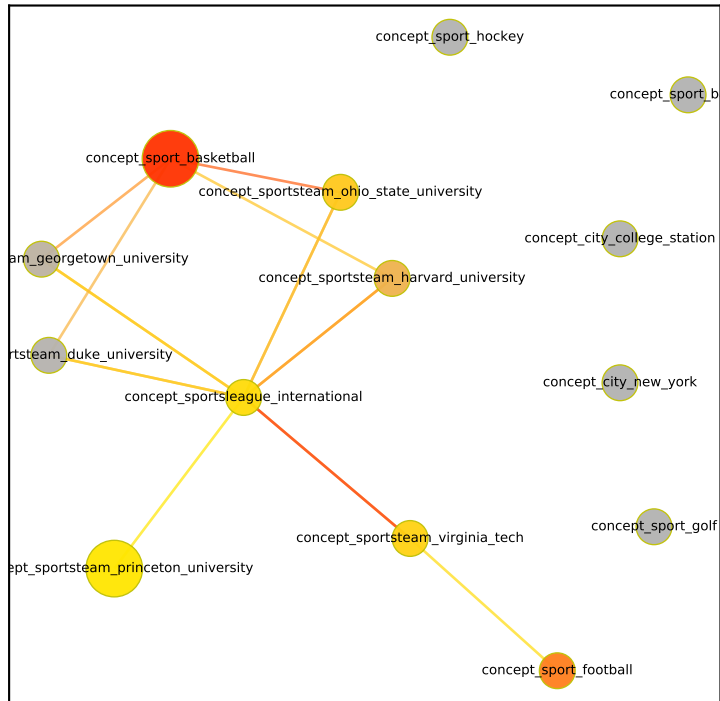 concept_sport_hockey
concept_sport_b
concept_sport_basketball
concept_sportsteam_ohio_state_university
concept_city_college_station
am_georgetown_university
concept_sportsteam_harvard_university
rtsteam_duke_university
concept_city_new_york
concept_sportsleague_international
concept_sport_golf
concept_sportsteam_virginia_tech
ept_sportsteam_princeton_university
concept_sport_football